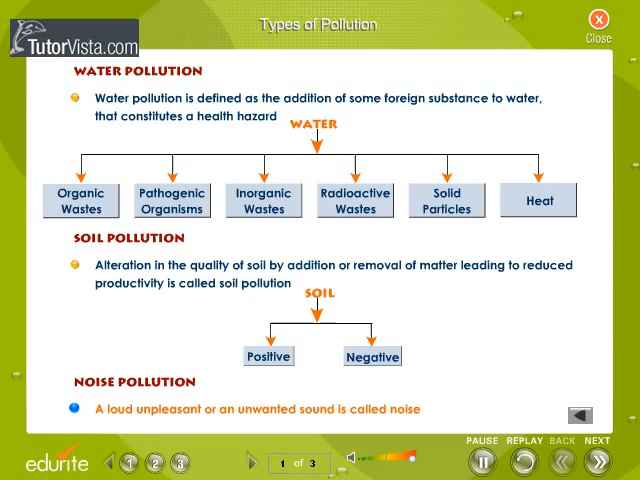 Types of Pollution
Close
TutorVista.com
WATER POLLUTION
Water pollution is defined as the addition of some foreign substance to water,
that constitutes a health hazard
WATER
Organic Wastes
Pathogenic Organisms
Inorganic Wastes
Radioactive Wastes
Solid Particles
Heat
SOIL POLLUTION
Alteration in the quality of soil by addition or removal of matter leading to reduced
productivity is called soil pollution
SOIL
Positive
Negative
NOISE POLLUTION
A loud unpleasant or an unwanted sound is called noise
PAUSE REPLAY BACK NEXT
edurite
1 2 3
1 of 3